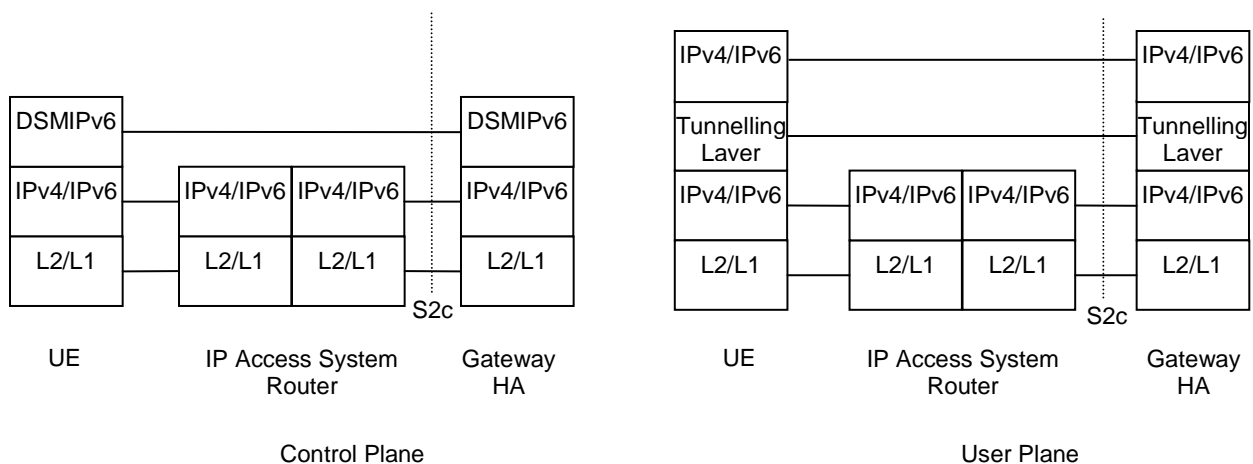 DSMIPv6
DSMIPv6
IPv4/IPv6
IPv4/IPv6
IPv4/IPv6
IPv4/IPv6
L2/L1
L2/L1
L2/L1
L2/L1
S2c
UE
IP Access System
Router
Gateway
HA
Control Plane
IPv4/IPv6
IPv4/IPv6
Tunnelling
Laver
Tunnelling
Laver
IPv4/IPv6
IPv4/IPv6
IPv4/IPv6
IPv4/IPv6
L2/L1
L2/L1
L2/L1
L2/L1
S2c
UE
IP Access System
Router
Gateway
HA
User Plane